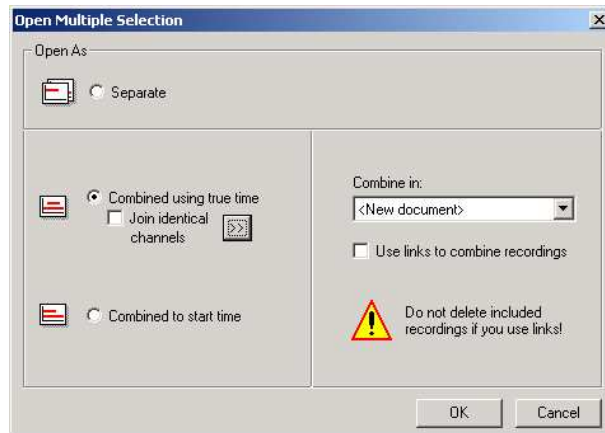 Open Multiple Selection
Open As
Separate
Combined using true time
Join identical
channels
>>
Combined to start time
Combine in:
<New document>
Use links to combine recordings
Do not delete included
recordings if you use links!
OK
Cancel